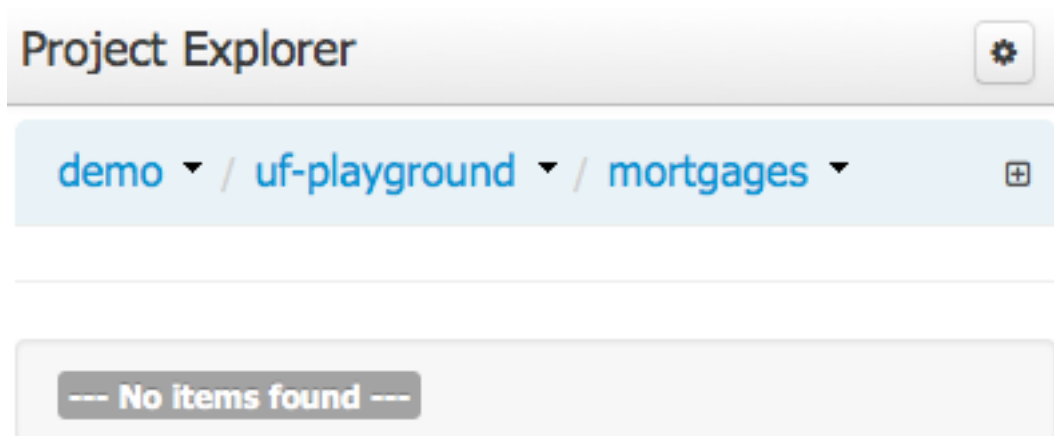 Project Explorer
demo / uf-playground / mortgages
--- No items found ---